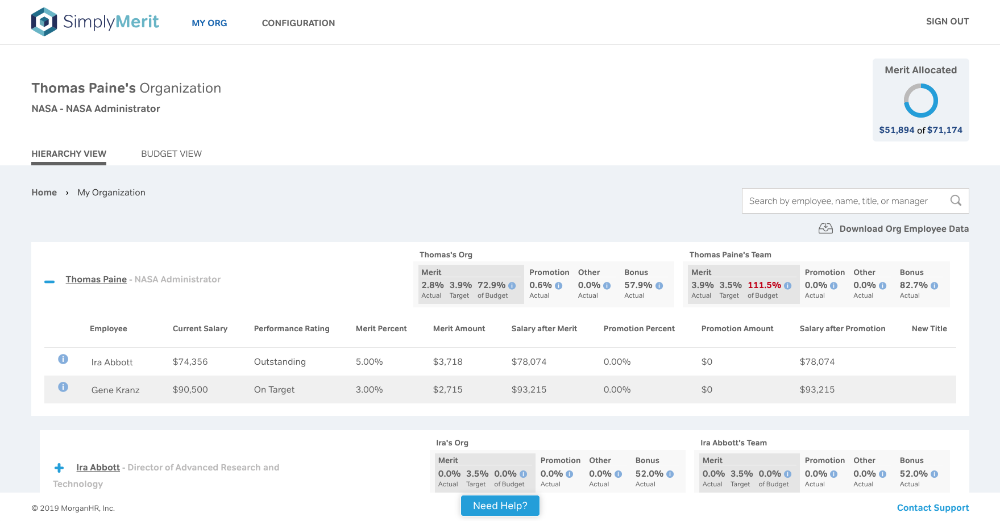 SimplyMerit
MY ORG
CONFIGURATION
SIGN OUT
Merit Allocated
$51,894 of $71,174
Thomas Paine's Organization
NASA - NASA Administrator
HIERARCHY VIEW
BUDGET VIEW
Home › My Organization
Search by employee, name, title, or manager
Download Org Employee Data
Thomas's Org
Thomas Paine's Team
Thomas Paine - NASA Administrator
Merit Promotion Other Bonus Merit Promotion Other Bonus
2.8% 3.9% 72.9% i 0.6% i 0.0% i 57.9% i 3.9% 3.5% 111.5% i 0.0% i 0.0% i 82.7% i
Actual Target of Budget Actual Actual Actual Actual Target of Budget Actual Actual Actual
Employee Current Salary Performance Rating Merit Percent Merit Amount Salary after Merit Promotion Percent Promotion Amount Salary after Promotion New Title
i Ira Abbott $74,356 Outstanding 5.00% $3,718 $78,074 0.00% $0 $78,074
i Gene Kranz $90,500 On Target 3.00% $2,715 $93,215 0.00% $0 $93,215
Ira's Org
Ira Abbott's Team
Ira Abbott - Director of Advanced Research and
Technology
Merit Promotion Other Bonus Merit Promotion Other Bonus
0.0% 3.5% 0.0% i 0.0% i 0.0% i 52.0% i 0.0% 3.5% 0.0% i 0.0% i 0.0% i 52.0% i
Actual Target of Budget Actual Actual Actual Actual Target of Budget Actual Actual Actual
© 2019 MorganHR, Inc.
Need Help?
Contact Support